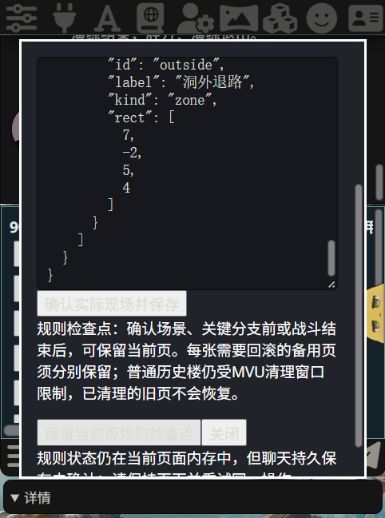 "id": "outside",
"label": "洞外退路",
"kind": "zone",
"rect": [
7,
-2,
5,
4
]
}
]
}
}
确认实际现场并保存
规则检查点：确认场景、关键分支前或战斗结
束后，可保留当前页。每张需要回滚的备用页
须分别保留；普通历史楼仍受MVU清理窗口
限制，已清理的旧页不会恢复。
保留当前页规则检查点 关闭
规则状态仍在当前页面内存中，但聊天持久保
▼ 详情